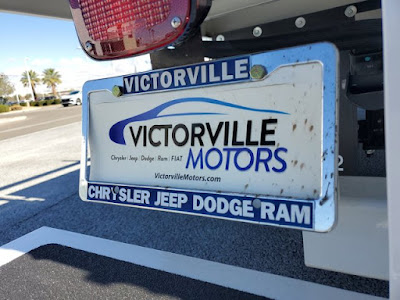 VICTORVILLE
VICTORVILLE
Chrysler | Jeep | Dodge | Ram | FIAT
MOTORS
VictorvilleMotors.com
CHRYSLER JEEP DODGE RAM